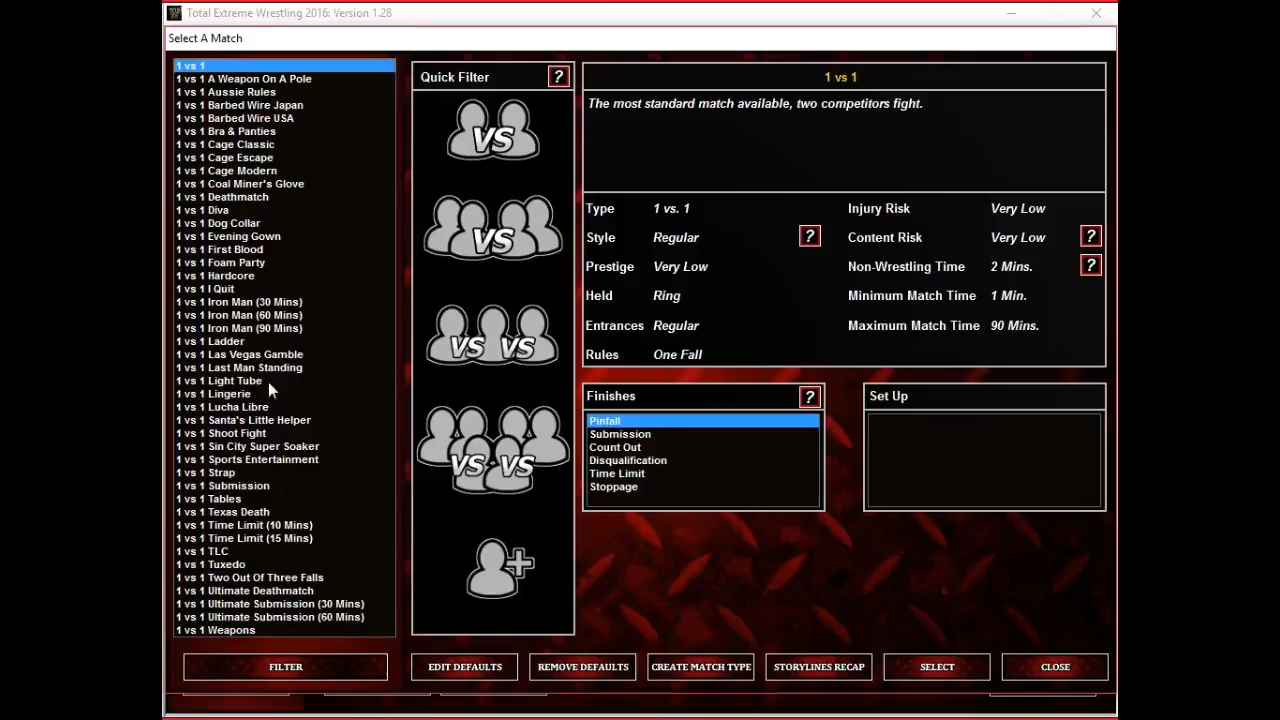 Total Extreme Wrestling 2016: Version 1.28
Select A Match
1 vs 1
1 vs 1 A Weapon On A Pole
1 vs 1 Aussie Rules
1 vs 1 Barbed Wire Japan
1 vs 1 Barbed Wire USA
1 vs 1 Bra & Panties
1 vs 1 Cage Classic
1 vs 1 Cage Escape
1 vs 1 Cage Modern
1 vs 1 Coal Miner's Glove
1 vs 1 Deathmatch
1 vs 1 Diva
1 vs 1 Dog Collar
1 vs 1 Evening Gown
1 vs 1 First Blood
1 vs 1 Foam Party
1 vs 1 Hardcore
1 vs 1 I Quit
1 vs 1 Iron Man (30 Mins)
1 vs 1 Iron Man (60 Mins)
1 vs 1 Iron Man (90 Mins)
1 vs 1 Ladder
1 vs 1 Las Vegas Gamble
1 vs 1 Last Man Standing
1 vs 1 Light Tube
1 vs 1 Lingerie
1 vs 1 Lucha Libre
1 vs 1 Santa's Little Helper
1 vs 1 Shoot Fight
1 vs 1 Sin City Super Soaker
1 vs 1 Sports Entertainment
1 vs 1 Strap
1 vs 1 Submission
1 vs 1 Tables
1 vs 1 Texas Death
1 vs 1 Time Limit (10 Mins)
1 vs 1 Time Limit (15 Mins)
1 vs 1 TLC
1 vs 1 Tuxedo
1 vs 1 Two Out Of Three Falls
1 vs 1 Ultimate Deathmatch
1 vs 1 Ultimate Submission (30 Mins)
1 vs 1 Ultimate Submission (60 Mins)
1 vs 1 Weapons
FILTER
Quick Filter ?
VS
VS
VS VS
VS VS
1 vs 1
The most standard match available, two competitors fight.
Type 1 vs. 1
Style Regular ?
Prestige Very Low
Held Ring
Entrances Regular
Rules One Fall
Injury Risk Very Low
Content Risk Very Low ?
Non-Wrestling Time 2 Mins. ?
Minimum Match Time 1 Min.
Maximum Match Time 90 Mins.
Finishes ?
Pinfall
Submission
Count Out
Disqualification
Time Limit
Stoppage
Set Up
EDIT DEFAULTS
REMOVE DEFAULTS
CREATE MATCH TYPE
STORYLINES RECAP
SELECT
CLOSE